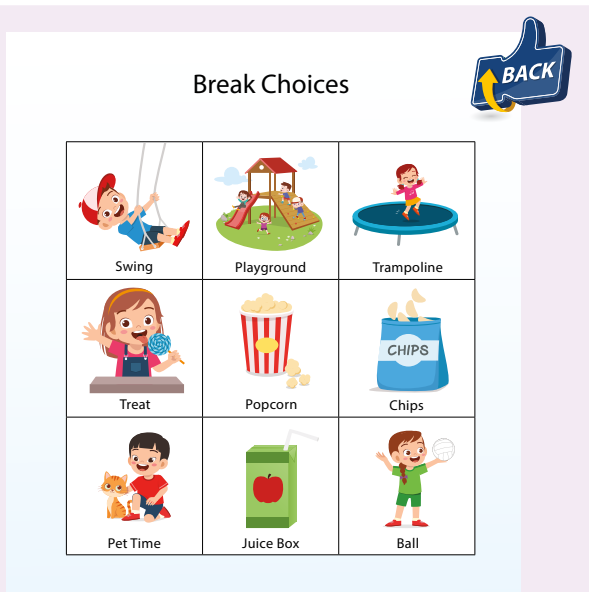 BACK
Break Choices
Swing
Playground
Trampoline
Treat
Popcorn
CHIPS
Chips
Pet Time
Juice Box
Ball